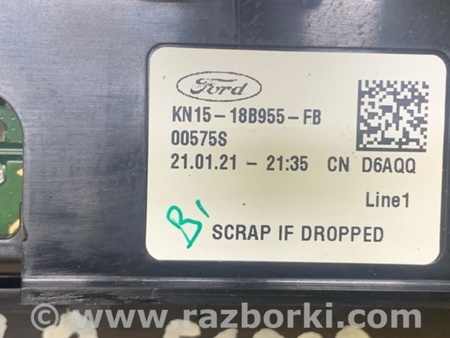 Ford
KN15-18B955-FB
00575S
21.01.21 - 21:35 CN D6AQQ
Line1
B1
SCRAP IF DROPPED
www.razborki.com